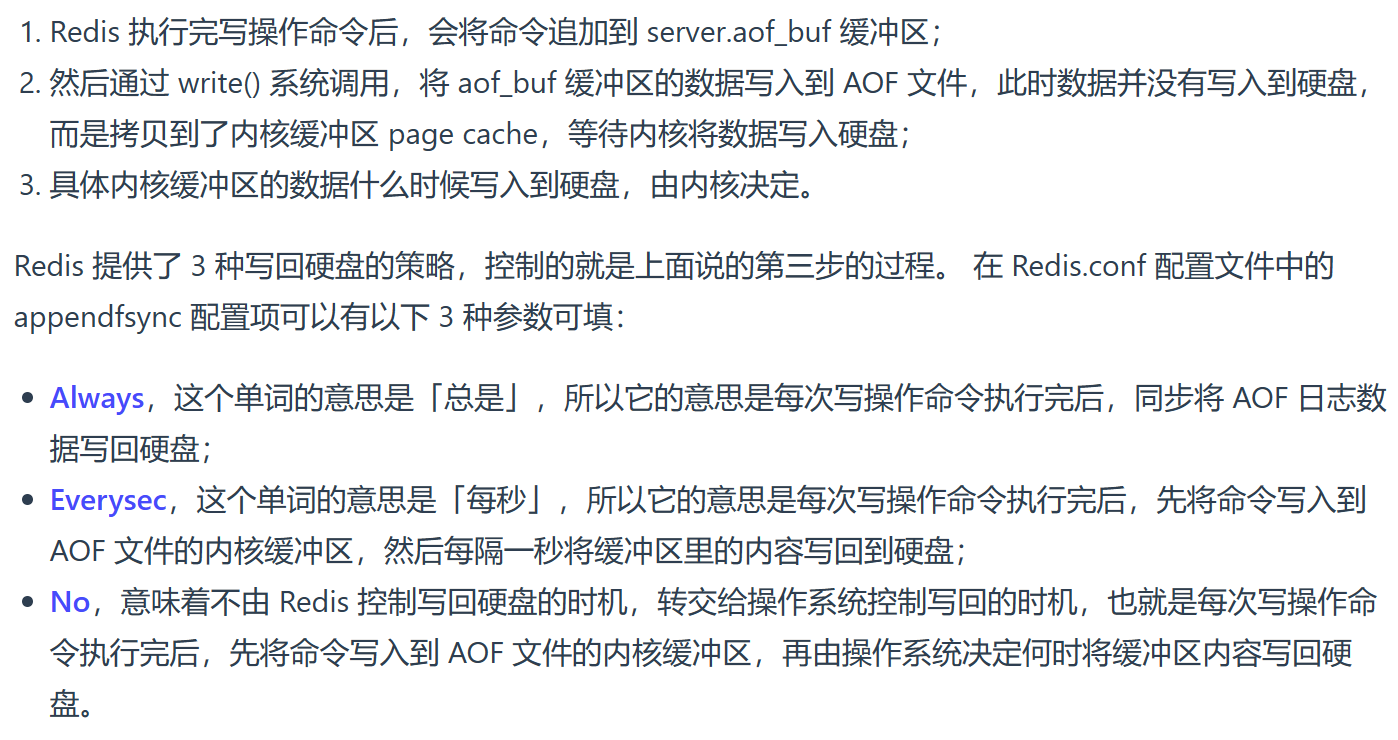 1. Redis 执行完写操作命令后，会将命令追加到 server.aof_buf 缓冲区；
2. 然后通过 write() 系统调用，将 aof_buf 缓冲区的数据写入到 AOF 文件，此时数据并没有写入到硬盘，
而是拷贝到了内核缓冲区 page cache，等待内核将数据写入硬盘；
3. 具体内核缓冲区的数据什么时候写入到硬盘，由内核决定。
Redis 提供了 3 种写回硬盘的策略，控制的就是上面说的第三步的过程。 在 Redis.conf 配置文件中的
appendfsync 配置项可以有以下 3 种参数可填：
• Always，这个单词的意思是「总是」，所以它的意思是每次写操作命令执行完后，同步将 AOF 日志数
据写回硬盘；
• Everysec，这个单词的意思是「每秒」，所以它的意思是每次写操作命令执行完后，先将命令写入到
AOF 文件的内核缓冲区，然后每隔一秒将缓冲区里的内容写回到硬盘；
• No，意味着不由 Redis 控制写回硬盘的时机，转交给操作系统控制写回的时机，也就是每次写操作命
令执行完后，先将命令写入到 AOF 文件的内核缓冲区，再由操作系统决定何时将缓冲区内容写回硬
盘。